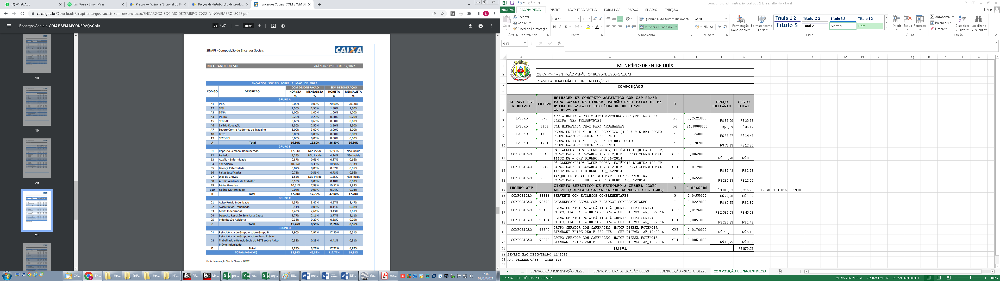 (4) WhatsApp
I'm Yours • Jason Mraz
Preços — Agência Nacional do P
Preços de distribuição de produt
_Encargos Sociais_COM E SEM D
caixa.gov.br/Downloads/sinapi-encargos-sociais-sem-desoneracao/ENCARGOS_SOCIAIS_DEZEMBRO_2022_A_NOVEMBRO_2023.pdf
_Encargos Sociais_COM E SEM DESONERAÇÃO.xls
21 / 27
100%
18
19
20
21
SINAPI - Composição de Encargos Sociais
CAIXA
RIO GRANDE DO SUL VIGÊNCIA A PARTIR DE 12/2022
ENCARGOS SOCIAIS SOBRE A MÃO DE OBRA
CÓDIGO DESCRIÇÃO COM DESONERAÇÃO SEM DESONERAÇÃO
HORISTA % MENSALISTA % HORISTA % MENSALISTA %
GRUPO A
A1 INSS 0,00% 0,00% 20,00% 20,00%
A2 SESI 1,50% 1,50% 1,50% 1,50%
A3 SENAI 1,00% 1,00% 1,00% 1,00%
A4 INCRA 0,20% 0,20% 0,20% 0,20%
A5 SEBRAE 0,60% 0,60% 0,60% 0,60%
A6 Salário Educação 2,50% 2,50% 2,50% 2,50%
A7 Seguro Contra Acidentes de Trabalho 3,00% 3,00% 3,00% 3,00%
A8 FGTS 8,00% 8,00% 8,00% 8,00%
A9 SECONCI 0,00% 0,00% 0,00% 0,00%
A Total 16,80% 16,80% 36,80% 36,80%
GRUPO B
B1 Repouso Semanal Remunerado 17,93% Não incide 17,93% Não incide
B2 Feriados 4,24% Não incide 4,24% Não incide
B3 Auxílio - Enfermidade 0,87% 0,66% 0,87% 0,66%
B4 13º Salário 10,96% 8,33% 10,96% 8,33%
B5 Licença Paternidade 0,07% 0,05% 0,07% 0,05%
B6 Faltas Justificadas 0,73% 0,56% 0,73% 0,56%
B7 Dias de Chuvas 1,55% Não incide 1,55% Não incide
B8 Auxílio Acidente de Trabalho 0,10% 0,08% 0,10% 0,08%
B9 Férias Gozadas 10,51% 7,99% 10,51% 7,99%
B10 Salário Maternidade 0,04% 0,03% 0,04% 0,03%
B Total 47,00% 17,70% 47,00% 17,70%
GRUPO C
C1 Aviso Prévio Indenizado 4,57% 3,47% 4,57% 3,47%
C2 Aviso Prévio Trabalhado 0,11% 0,08% 0,11% 0,08%
C3 Férias Indenizadas 3,43% 2,61% 3,43% 2,61%
C4 Depósito Rescisão Sem Justa Causa 2,77% 2,11% 2,77% 2,11%
C5 Indenização Adicional 0,38% 0,29% 0,38% 0,29%
C Total 11,26% 8,56% 11,26% 8,56%
GRUPO D
D1 Reincidência de Grupo A sobre Grupo B 7,90% 2,97% 17,30% 6,51%
D2 Reincidência de Grupo A sobre Aviso Prévio Trabalhado e Reincidência do FGTS sobre Aviso Prévio Indenizado 0,38% 0,29% 0,41% 0,31%
D Total 8,28% 3,26% 17,71% 6,82%
TOTAL(A+B+C+D) 83,34% 46,32% 112,77% 69,88%
Fonte: Informação Dias de Chuva – INMET
composicao administração local out 2023 e asfalto.xlsx - Excel
Entrar
ARQUIVO PÁGINA INICIAL INSERIR LAYOUT DA PÁGINA FÓRMULAS DADOS REVISÃO EXIBIÇÃO
Colar
Recortar
Copiar
Pincel de Formatação
Área de Transferência
Calibri 11
N I S
Fonte
Quebrar Texto Automaticamente
Mesclar e Centralizar
Alinhamento
Geral
% 000
Número
Formatação Condicional
Formatar como Tabela
Título 1 2 Título 2 2 Título 3 2 Título 4 2
Título 5 Total 2 Normal Bom
Estilo
Inserir Excluir Formatar
Células
AutoSoma
Preencher
Limpar
Classificar e Filtrar
Localizar e Selecionar
Edição
G23
A B C D E F G H I J K L M N O P Q R S T U
1 MUNICÍPIO DE ENTRE-IJUÍS
2 OBRA: PAVIMENTAÇÃO ASFÁLTICA RUA DALILA LORENZONI
3 PLANILHA SINAPI NÃO DESONERADO 12/2023
4 COMPOSIÇÃO 5
5
6 03.PAVI.USIN.001/01 101020 USINAGEM DE CONCRETO ASFÁLTICO COM CAP 50/70, PARA CAMADA DE BINDER, PADRÃO DNIT FAIXA B, EM USINA DE ASFALTO CONTÍNUA DE 80 TON/H. AF_03/2020 T PREÇO UNITÁRIO CUSTO TOTAL
7 INSUMO 370 AREIA MEDIA - POSTO JAZIDA/FORNECEDOR (RETIRADO NA JAZIDA, SEM TRANSPORTE) M3 0,2421000 R$ 85,00 R$ 20,58
8 INSUMO 1106 CAL HIDRATADA CH-I PARA ARGAMASSAS KG 51,8800000 R$ 0,89 R$ 46,17
9 INSUMO 4720 PEDRA BRITADA N. 0, OU PEDRISCO (4,8 A 9,5 MM) POSTO PEDREIRA/FORNECEDOR, SEM FRETE M3 0,1740000 R$ 83,27 R$ 14,49
10 INSUMO 4721 PEDRA BRITADA N. 1 (9,5 a 19 MM) POSTO PEDREIRA/FORNECEDOR, SEM FRETE M3 0,1782000 R$ 72,13 R$ 12,85
11 COMPOSICAO 5940 PÁ CARREGADEIRA SOBRE RODAS, POTÊNCIA LÍQUIDA 128 HP, CAPACIDADE DA CAÇAMBA 1,7 A 2,8 M3, PESO OPERACIONAL 11632 KG - CHP DIURNO. AF_06/2014 CHP 0,0049000 R$ 195,70 R$ 0,96
12 COMPOSICAO 5942 PÁ CARREGADEIRA SOBRE RODAS, POTÊNCIA LÍQUIDA 128 HP, CAPACIDADE DA CAÇAMBA 1,7 A 2,8 M3, PESO OPERACIONAL 11632 KG - CHI DIURNO. AF_06/2014 CHI 0,0179000 R$ 85,48 R$ 1,53
13 COMPOSICAO 7030 TANQUE DE ASFALTO ESTACIONÁRIO COM SERPENTINA, CAPACIDADE 30.000 L - CHP DIURNO. AF_06/2014 CHP 0,0455000 R$ 265,23 R$ 12,07
14 INSUMO ANP CIMENTO ASFALTICO DE PETROLEO A GRANEL (CAP) 50/70 (COLETADO CAIXA NA ANP ACRESCIDO DE ICMS) T 0,0566000 R$ 3.819,82 R$ 216,20 3,2648 3,819816 3819,816
15 COMPOSICAO 88316 SERVENTE COM ENCARGOS COMPLEMENTARES H 0,0455000 R$ 22,40 R$ 1,02
16 COMPOSICAO 90776 ENCARREGADO GERAL COM ENCARGOS COMPLEMENTARES H 0,0227000 R$ 60,25 R$ 1,37
17 COMPOSICAO 93433 USINA DE MISTURA ASFÁLTICA À QUENTE, TIPO CONTRA FLUXO, PROD 40 A 80 TON/HORA - CHP DIURNO. AF_03/2016 CHP 0,0176000 R$ 2.562,03 R$ 45,09
18 COMPOSICAO 93434 USINA DE MISTURA ASFÁLTICA À QUENTE, TIPO CONTRA FLUXO, PROD 40 A 80 TON/HORA - CHI DIURNO. AF_03/2016 CHI 0,0051000 R$ 292,83 R$ 1,49
19 COMPOSICAO 95872 GRUPO GERADOR COM CARENAGEM, MOTOR DIESEL POTÊNCIA STANDART ENTRE 250 E 260 KVA - CHP DIURNO. AF_12/2016 CHP 0,0176000 R$ 293,01 R$ 5,16
20 COMPOSICAO 95873 GRUPO GERADOR COM CARENAGEM, MOTOR DIESEL POTÊNCIA STANDART ENTRE 250 E 260 KVA - CHI DIURNO. AF_12/2016 CHI 0,0051000 R$ 13,75 R$ 0,07
21 TOTAL R$ 379,05
22 SINAPI NÃO DESONERADO 12/2023
23 ANP DEZEMBRO/23 + ICMS 17%
24
... COMPOSIÇÃO IMPRIMAÇÃO DEZ23 COMP. PINTURA DE LIGAÇÃO DEZ23 COMPOSIÇÃO ASFALTO DEZ23 COMPOSIÇÃO USINAGEM DEZ23
PRONTO REFERÊNCIAS CIRCULARES MÉDIA: 296,8927556 CONTAGEM: 112 SOMA: 8609,889911 100%
Cai... _En... H:\... I:\P... H:\... H:\... PR... Ma... pre... co... orç... RU... me... CO... DE... Go... me...
15:02
01/03/2024